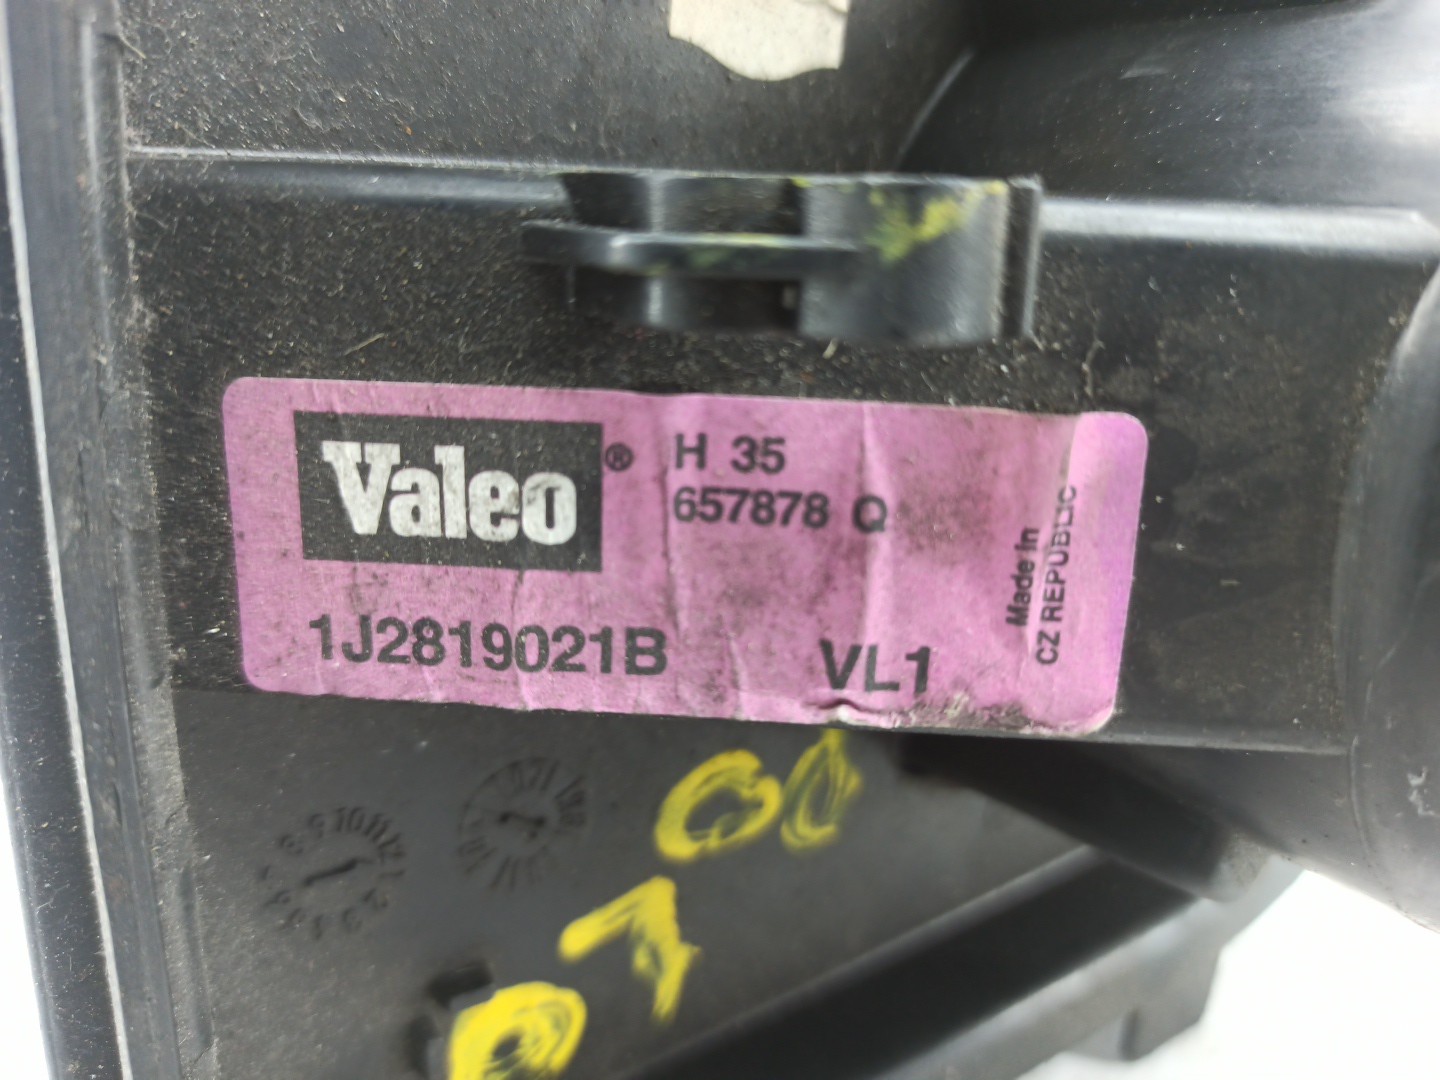 Valeo®
H 35
657878 Q
1J2819021B
VL1
Made in
CZ REPUBLIC